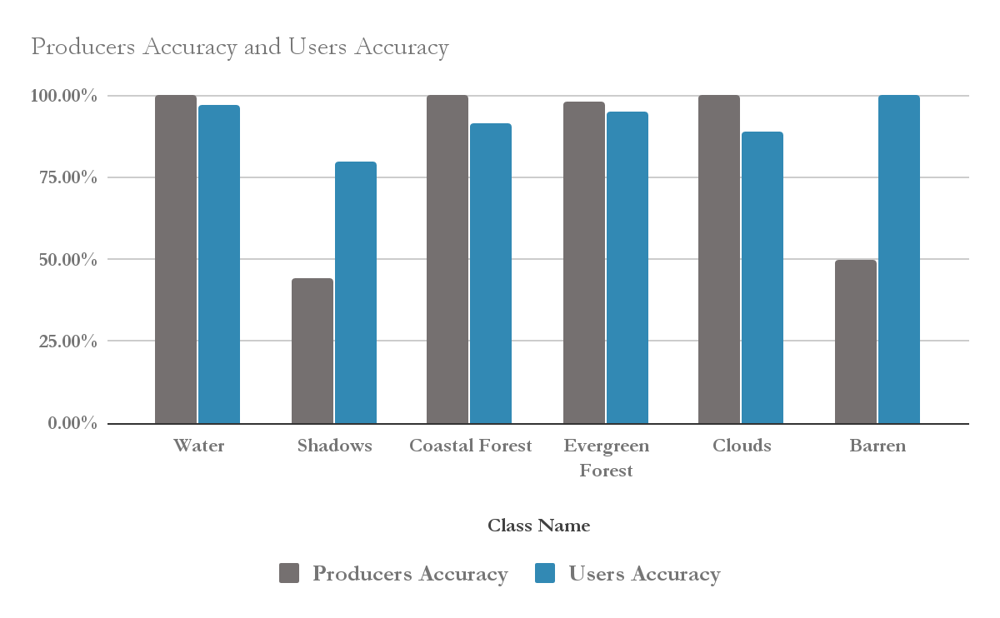 Producers Accuracy and Users Accuracy
100.00%
75.00%
50.00%
25.00%
0.00%
Water
Shadows
Coastal Forest
Evergreen
Forest
Clouds
Barren
Class Name
Producers Accuracy
Users Accuracy